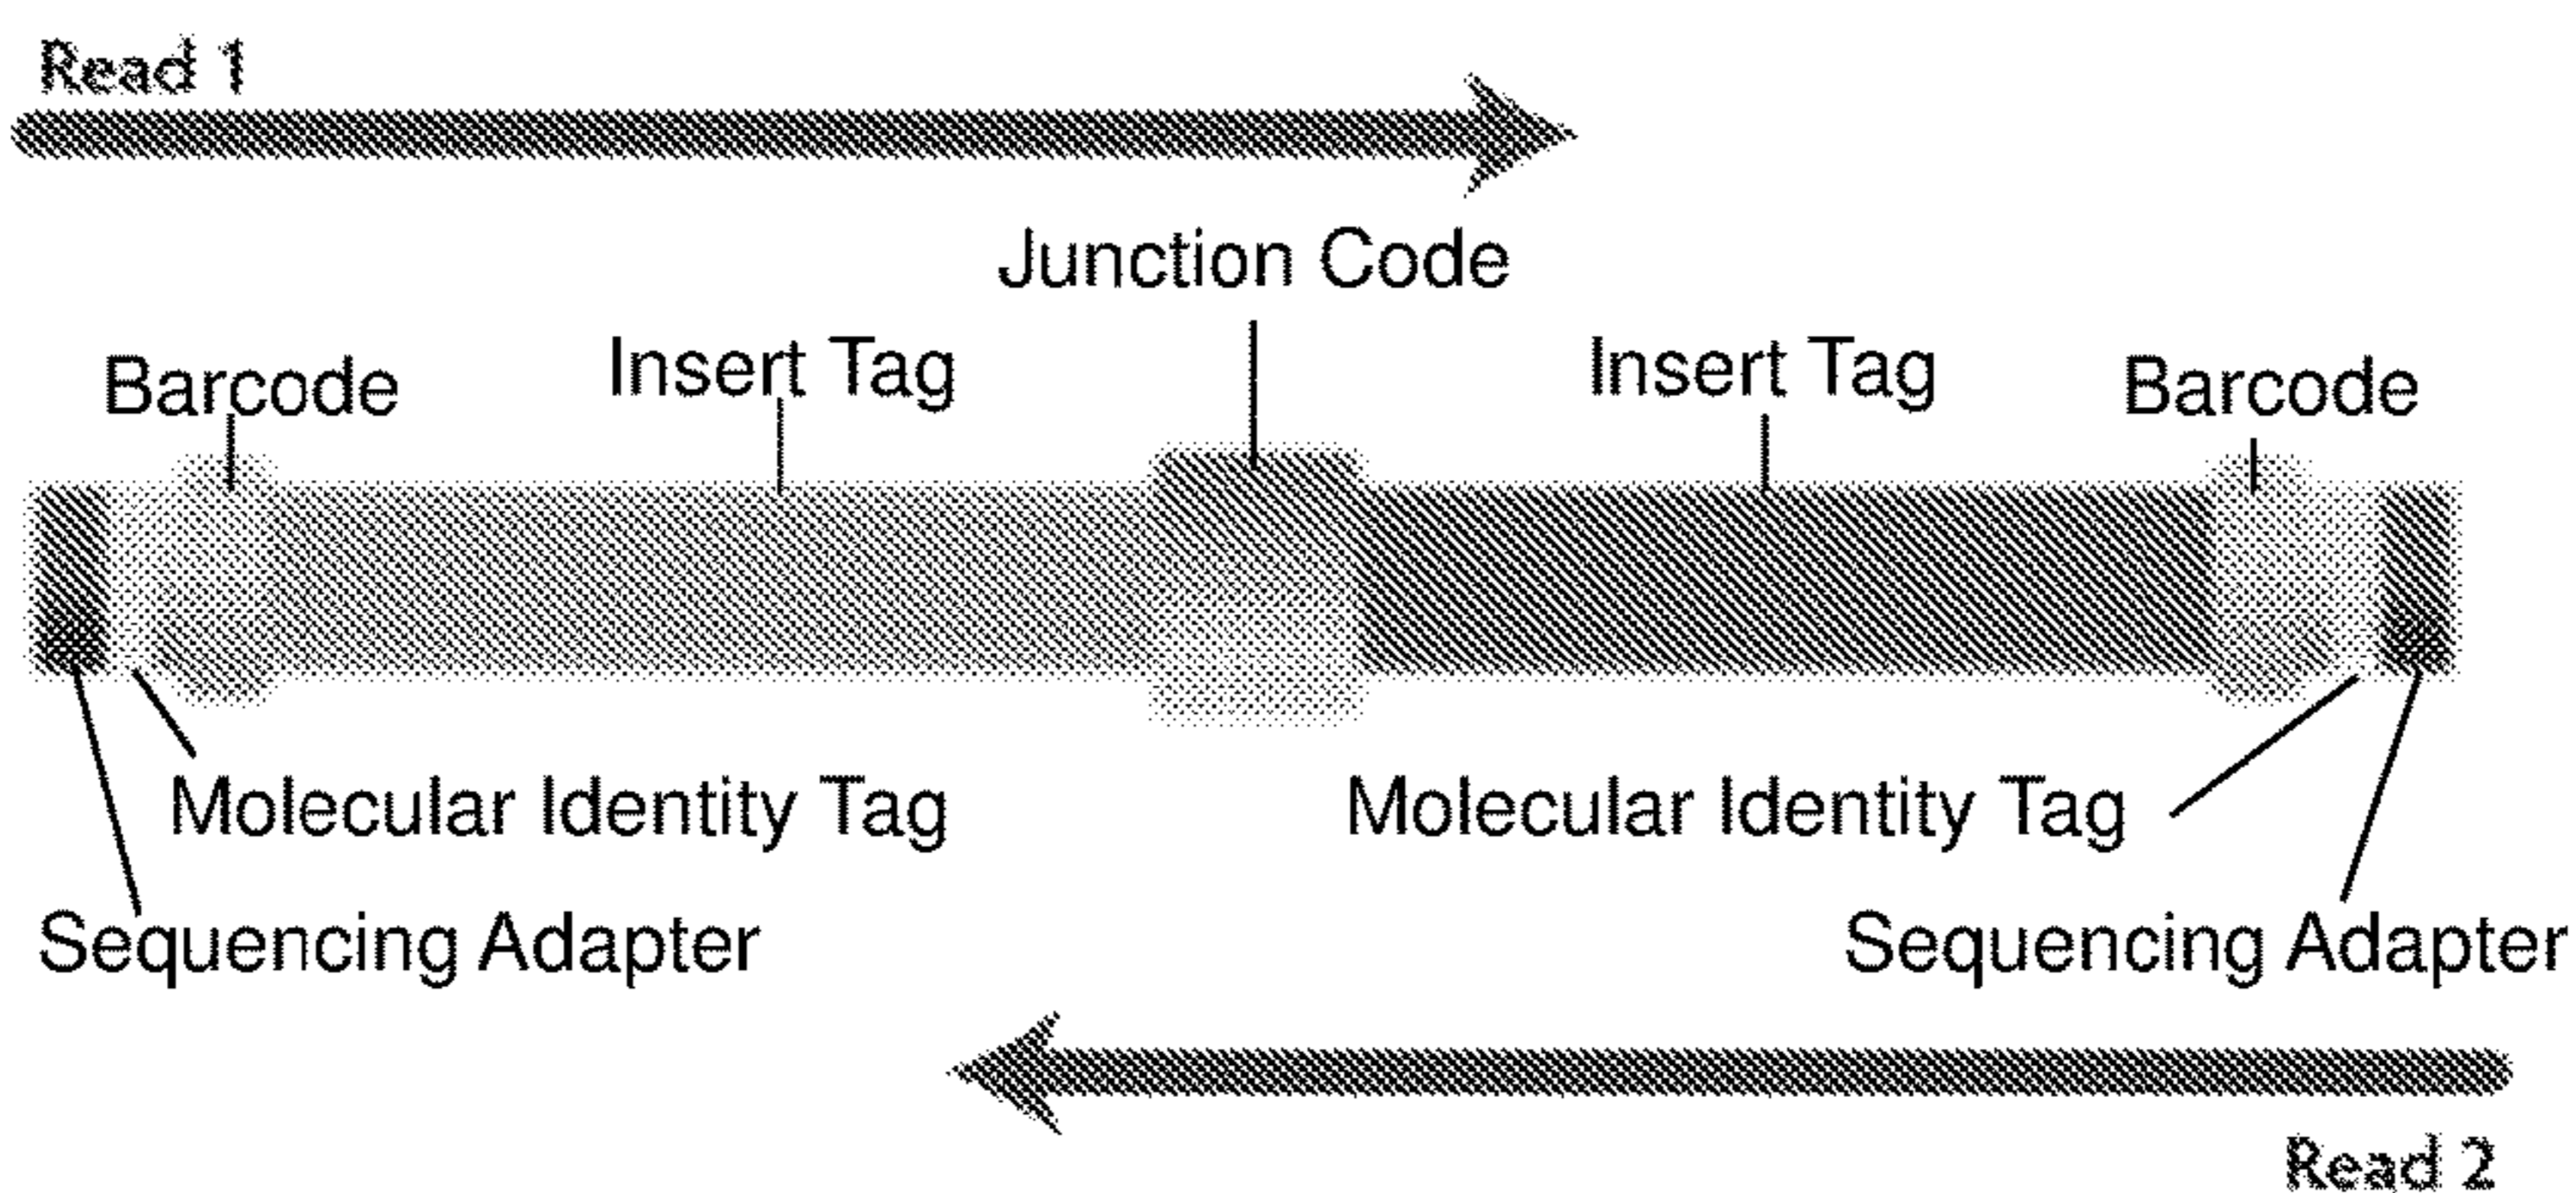 Read 1
Junction Code
Insert Tag
Insert Tag
Barcode
Barcode
Molecular Identity Tag
Molecular Identity Tag
Sequencing Adapter
Sequencing Adapter
Read 2